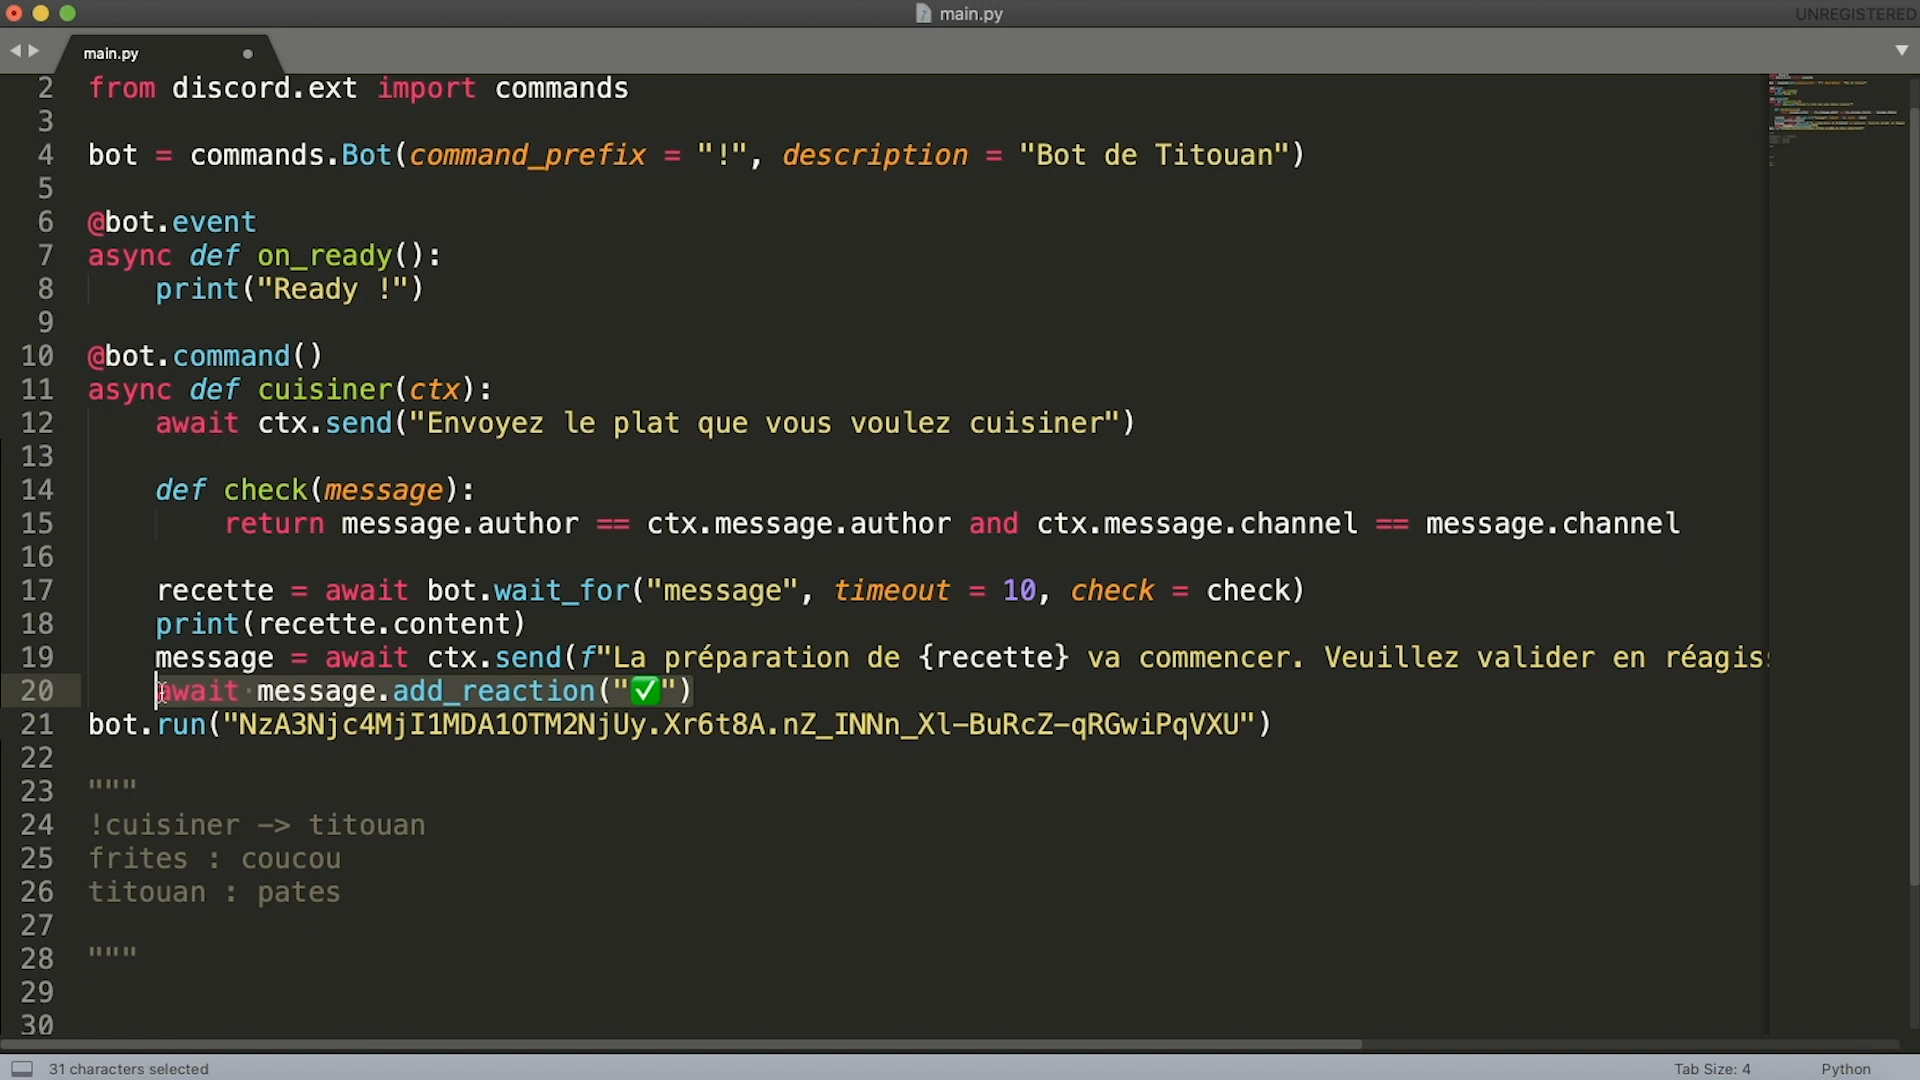 main.py
UNREGISTERED
main.py
2 from discord.ext import commands
3
4 bot = commands.Bot(command_prefix = "!", description = "Bot de Titouan")
5
6 @bot.event
7 async def on_ready():
8     print("Ready !")
9
10 @bot.command()
11 async def cuisiner(ctx):
12     await ctx.send("Envoyez le plat que vous voulez cuisiner")
13
14     def check(message):
15         return message.author == ctx.message.author and ctx.message.channel == message.channel
16
17     recette = await bot.wait_for("message", timeout = 10, check = check)
18     print(recette.content)
19     message = await ctx.send(f"La préparation de {recette} va commencer. Veuillez valider en réagis
20     await message.add_reaction("✅")
21 bot.run("NzA3Njc4MjI1MDA1OTM2NjUy.Xr6t8A.nZ_INNn_Xl-BuRcZ-qRGwiPqVXU")
22
23 """
24 !cuisiner -> titouan
25 frites : coucou
26 titouan : pates
27
28 """
29
30
31 characters selected
Tab Size: 4
Python